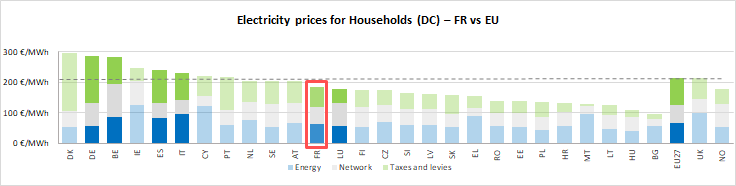 Electricity prices for Households (DC) – FR vs EU
300 €/MWh
200 €/MWh
100 €/MWh
0 €/MWh
DK DE BE IE ES IT CY PT NL SE AT FR LU FI CZ SI LV SK EL RO EE PL HR MT LT HU BG EU27 UK NO
Energy Network Taxes and levies